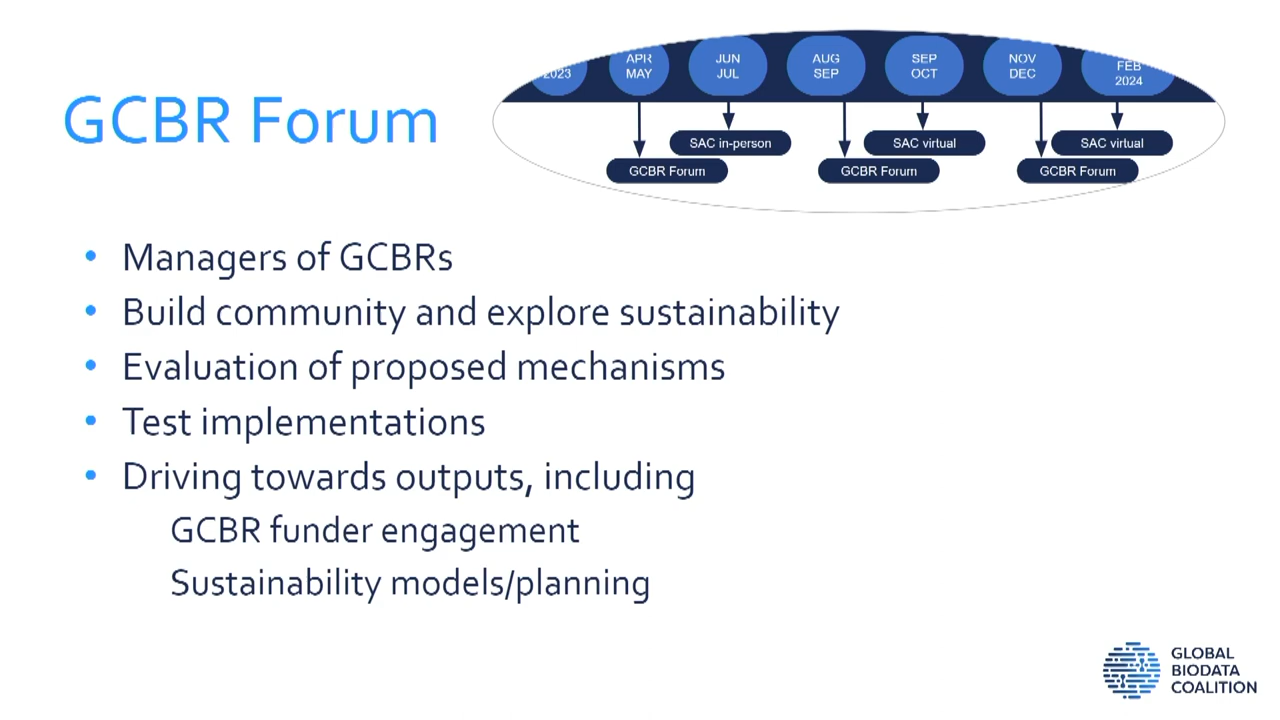 GCBR Forum
2023
APR
MAY
JUN
JUL
AUG
SEP
SEP
OCT
NOV
DEC
FEB
2024
SAC in-person
SAC virtual
SAC virtual
GCBR Forum
GCBR Forum
GCBR Forum
• Managers of GCBRs
• Build community and explore sustainability
• Evaluation of proposed mechanisms
• Test implementations
• Driving towards outputs, including
GCBR funder engagement
Sustainability models/planning
GLOBAL
BIODATA
COALITION